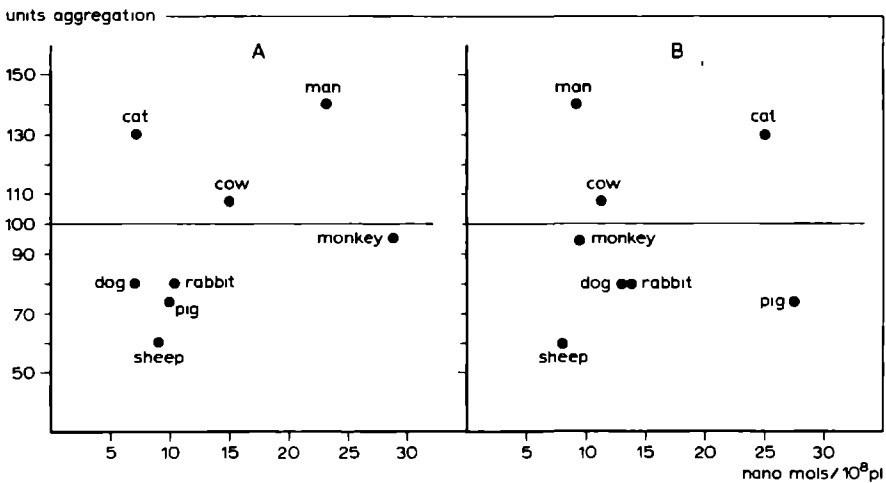 units aggregation
A B
150
man man
cat cat
130
cow cow
110
100
90
monkey monkey
dog rabbit dog rabbit
pig pig
70
sheep sheep
50
5 10 15 20 25 30 5 10 15 20 25 30
nano mols/10⁸pl